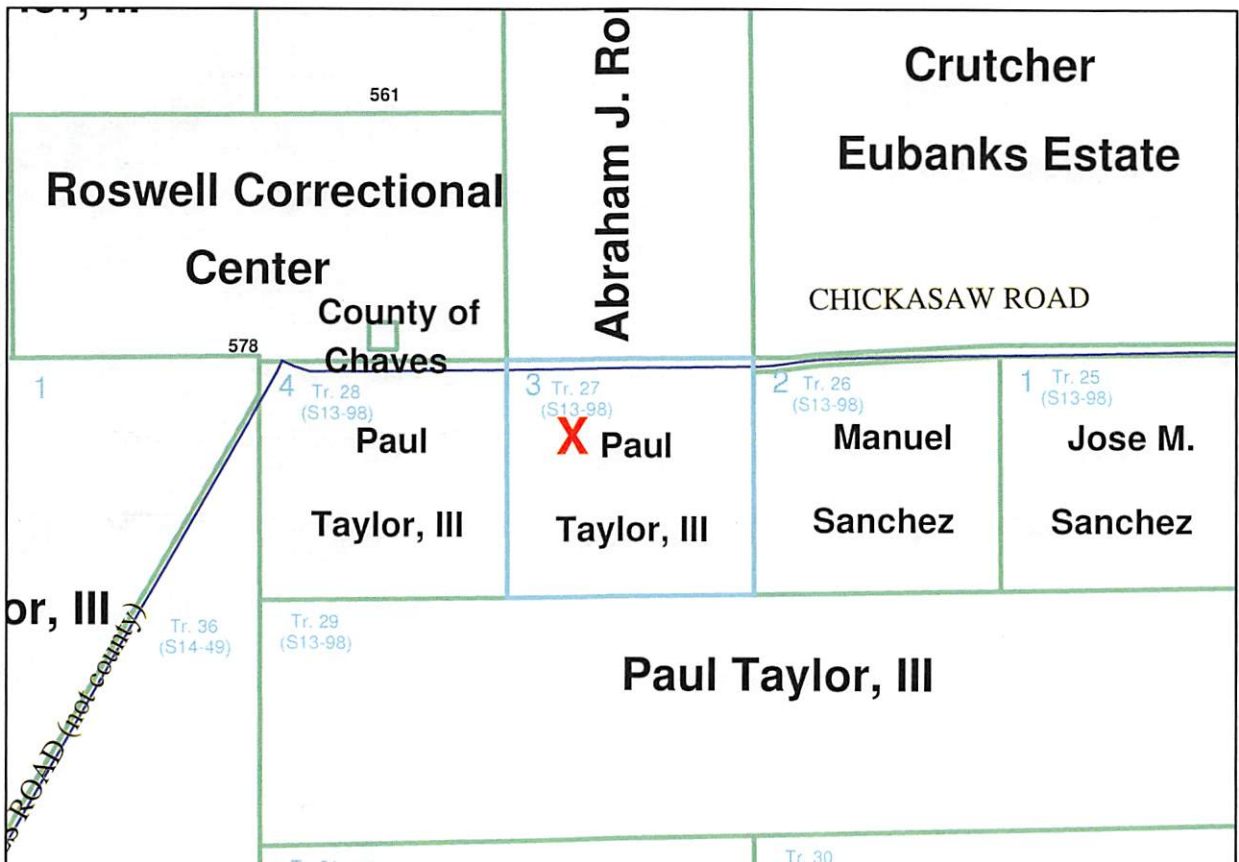 561
Roswell Correctional
Center
County of
Chaves
578
Abraham J.
Crutcher
Eubanks Estate
CHICKASAW ROAD
1
4 Tr. 28
(S13-98)
Paul
Taylor, III
3 Tr. 27
(S13-98)
X Paul
Taylor, III
2 Tr. 26
(S13-98)
Manuel
Sanchez
1 Tr. 25
(S13-98)
Jose M.
Sanchez
III
Tr. 36
(S14-49)
ROAD (not county)
Tr. 29
(S13-98)
Paul Taylor, III
Tr. 30